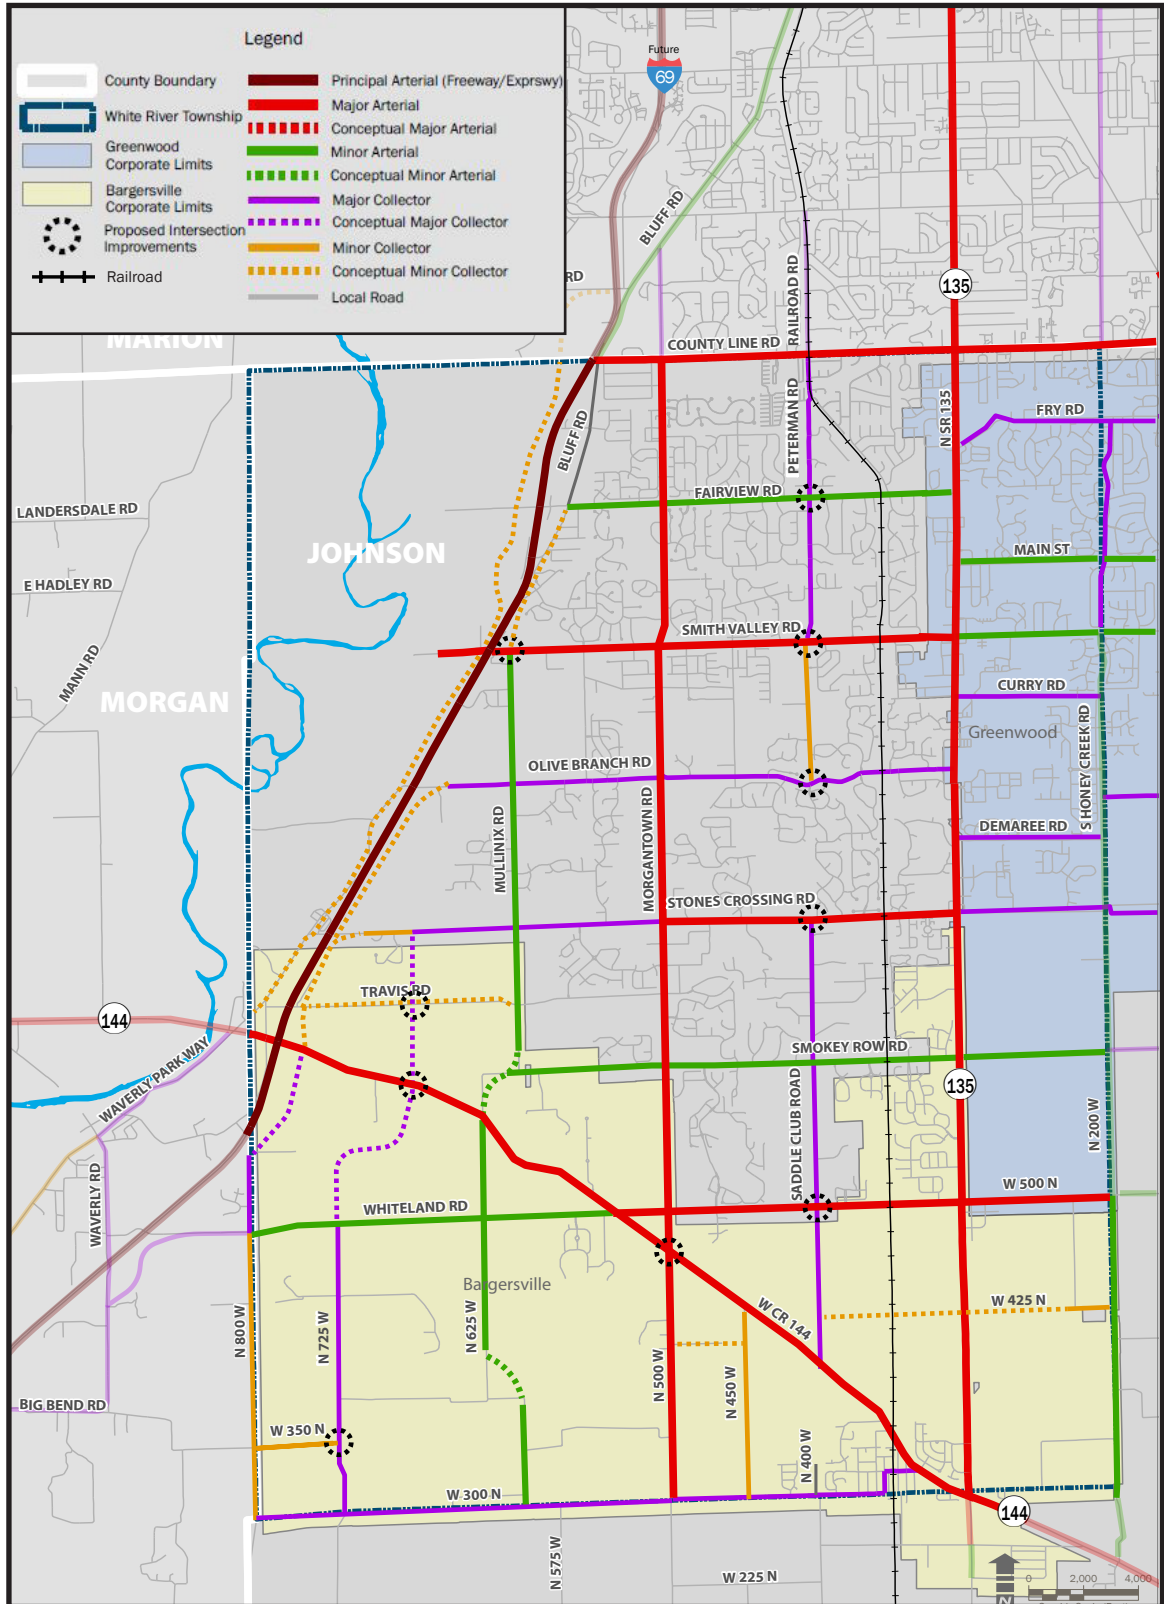 Legend
County Boundary
White River Township
Greenwood
Corporate Limits
Bargersville
Corporate Limits
Proposed Intersection
Improvements
Railroad
Principal Arterial (Freeway/Exprswy)
Major Arterial
Conceptual Major Arterial
Minor Arterial
Conceptual Minor Arterial
Major Collector
Conceptual Major Collector
Minor Collector
Conceptual Minor Collector
Local Road
Future
69
BLUFF RD
RD
RAILROAD RD
135
MARION
COUNTY LINE RD
PETERMAN RD
N SR 135
FRY RD
BLUFF RD
FAIRVIEW RD
LANDERSDALE RD
JOHNSON
MAIN ST
E HADLEY RD
SMITH VALLEY RD
MANN RD
MORGAN
CURRY RD
Greenwood
S HONEY CREEK RD
OLIVE BRANCH RD
MULLINIX RD
MORGANTOWN RD
DEMAREE RD
STONES CROSSING RD
TRAVIS RD
144
SMOKEY ROW RD
WAVERLY PARK WAY
135
SADDLE CLUB ROAD
N 200 W
WAVERLY RD
WHITELAND RD
W 500 N
Bargersville
W CR 144
W 425 N
N 800 W
N 725 W
N 625 W
N 500 W
N 450 W
BIG BEND RD
W 350 N
N 400 W
W 300 N
144
N 575 W
W 225 N
0 2,000 4,000
N